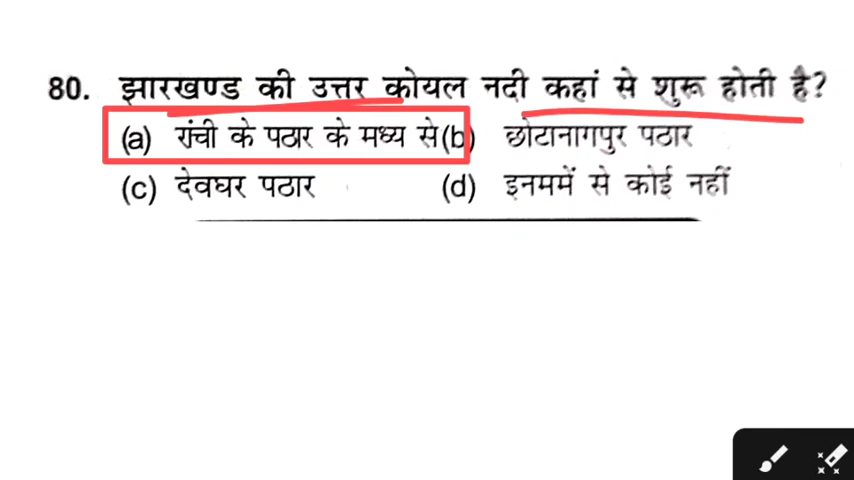 80. झारखण्ड की उत्तर कोयल नदी कहां से शुरू होती है?
(a) रांची के पठार के मध्य से (b) छोटानागपुर पठार
(c) देवघर पठार (d) इनममें से कोई नहीं